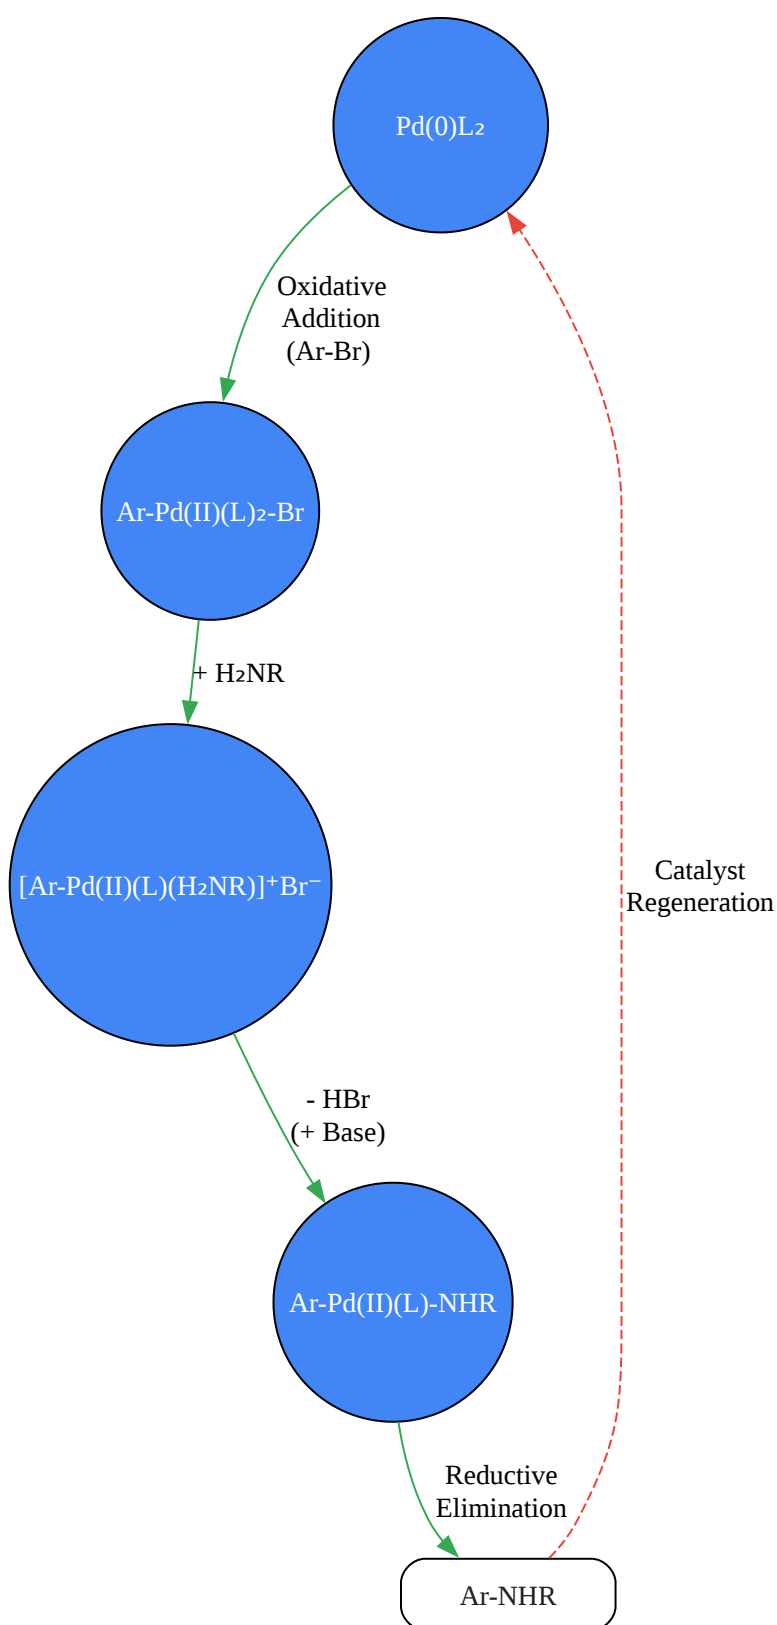 Pd(0)L₂
Oxidative
Addition
(Ar-Br)
Ar-Pd(II)(L)₂-Br
+ H₂NR
[Ar-Pd(II)(L)(H₂NR)]⁺Br⁻
Catalyst
Regeneration
- HBr
(+ Base)
Ar-Pd(II)(L)-NHR
Reductive
Elimination
Ar-NHR